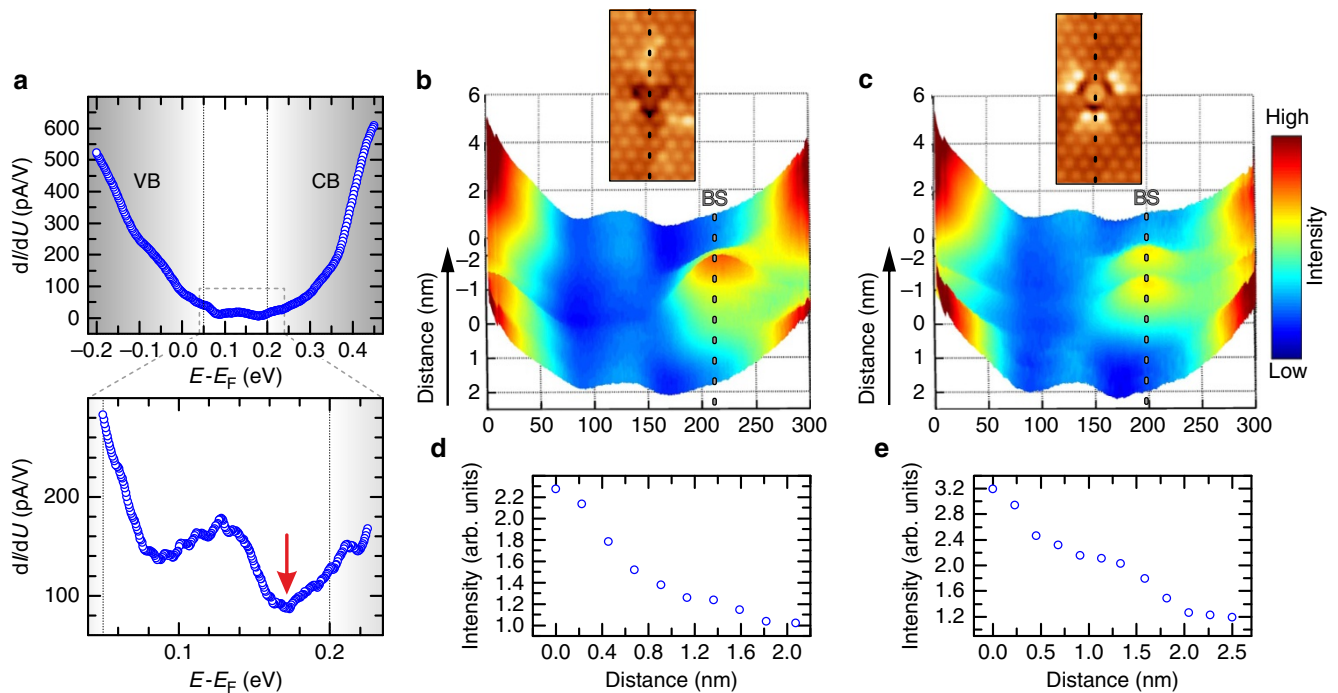 a
dI/dU (pA/V)
600
500
400
300
200
100
0
VB
CB
−0.2 −0.1 0.0 0.1 0.2 0.3 0.4
E-E_F (eV)
dI/dU (pA/V)
200
100
0.1 0.2
E-E_F (eV)
b
Distance (nm)
6
4
2
0
−2
−1
0
1
2
BS
0 50 100 150 200 250 300
c
Distance (nm)
6
4
2
0
−2
−1
0
1
2
BS
0 50 100 150 200 250 300
High
Intensity
Low
d
Intensity (arb. units)
2.2
2.0
1.8
1.6
1.4
1.2
1.0
0.0 0.4 0.8 1.2 1.6 2.0
Distance (nm)
e
Intensity (arb. units)
3.2
2.8
2.4
2.0
1.6
1.2
0.0 0.5 1.0 1.5 2.0 2.5
Distance (nm)